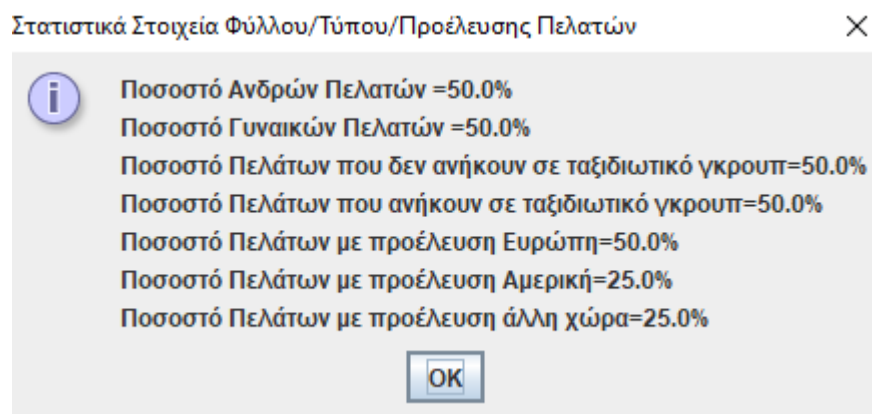 Στατιστικά Στοιχεία Φύλλου/Τύπου/Προέλευσης Πελατών
Ποσοστό Ανδρών Πελατών =50.0%
Ποσοστό Γυναικών Πελατών =50.0%
Ποσοστό Πελάτων που δεν ανήκουν σε ταξιδιωτικό γκρουπ=50.0%
Ποσοστό Πελάτων που ανήκουν σε ταξιδιωτικό γκρουπ=50.0%
Ποσοστό Πελάτων με προέλευση Ευρώπη=50.0%
Ποσοστό Πελάτων με προέλευση Αμερική=25.0%
Ποσοστό Πελάτων με προέλευση άλλη χώρα=25.0%
OK